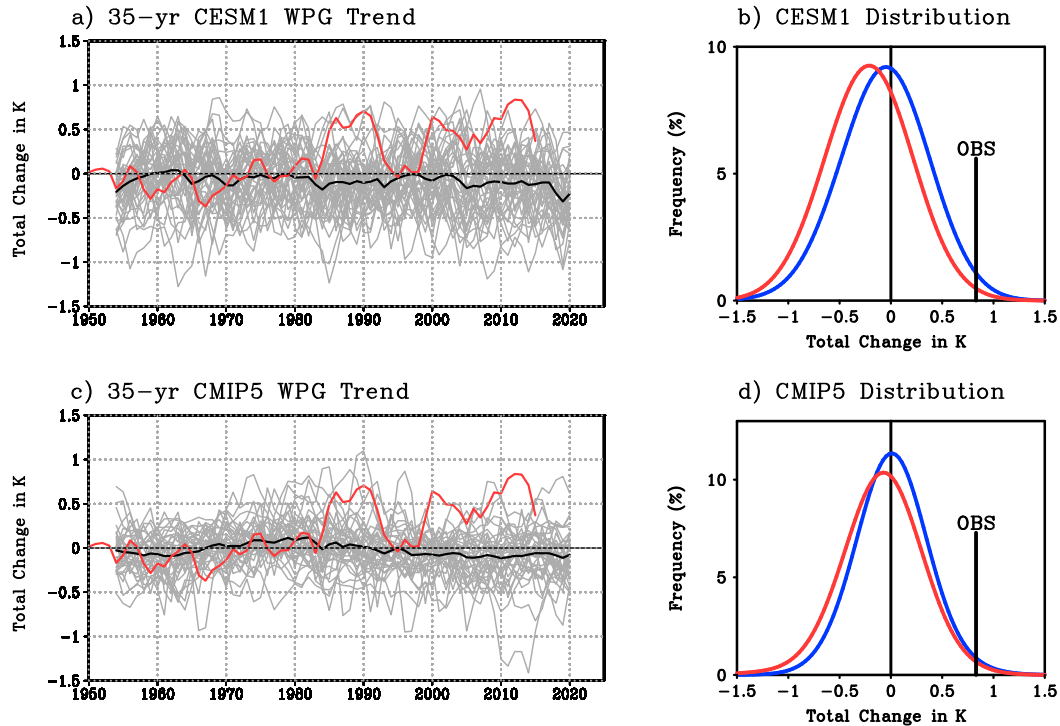 a) 35-yr CESM1 WPG Trend
Total Change in K
1.5
1
0.5
0
-0.5
-1
-1.5
1950 1960 1970 1980 1990 2000 2010 2020
b) CESM1 Distribution
Frequency (%)
10
5
0
OBS
-1.5 -1 -0.5 0 0.5 1 1.5
Total Change in K
c) 35-yr CMIP5 WPG Trend
Total Change in K
1.5
1
0.5
0
-0.5
-1
-1.5
1950 1960 1970 1980 1990 2000 2010 2020
d) CMIP5 Distribution
Frequency (%)
10
5
0
OBS
-1.5 -1 -0.5 0 0.5 1 1.5
Total Change in K